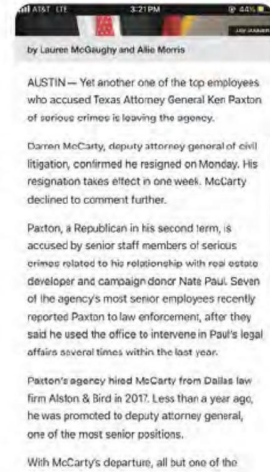 AT&T LTE 3:21 PM 44%
by Lauren McGaughy and Allie Morris
AUSTIN — Yet another one of the top employees
who accused Texas Attorney General Ken Paxton
of serious crimes is leaving the agency.
Darren McCarty, deputy attorney general of civil
litigation, confirmed he resigned on Monday. His
resignation takes effect in one week. McCarty
declined to comment further.
Paxton, a Republican in his second term, is
accused by senior staff members of serious
crimes related to his relationship with real estate
developer and campaign donor Nate Paul. Seven
of the agency's most senior employees recently
reported Paxton to law enforcement, after they
said he used the office to intervene in Paul's legal
affairs several times within the last year.
Paxton's agency hired McCarty from Dallas law
firm Alston & Bird in 2017. Less than a year ago,
he was promoted to deputy attorney general,
one of the most senior positions.
With McCarty's departure, all but one of the